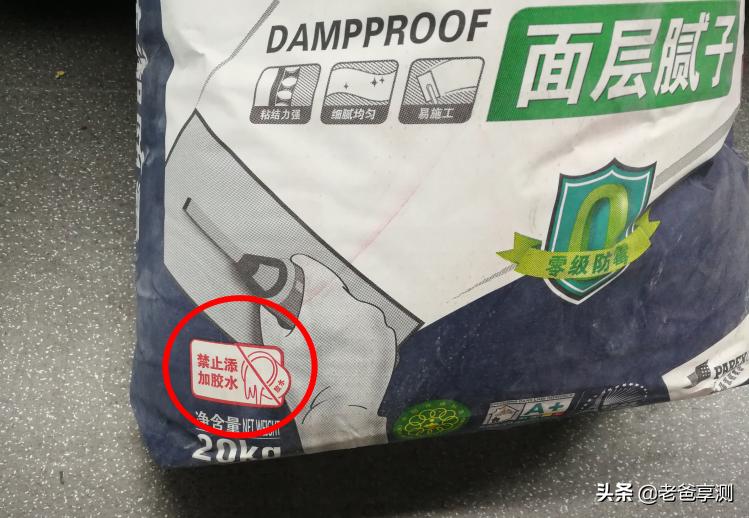 DAMPPROOF
面层腻子
粘结力强
细腻均匀
易施工
零级防霉
禁止添
加胶水
胶水
净含量 NET WEIGHT
20kg
A+
头条 @老爸享测